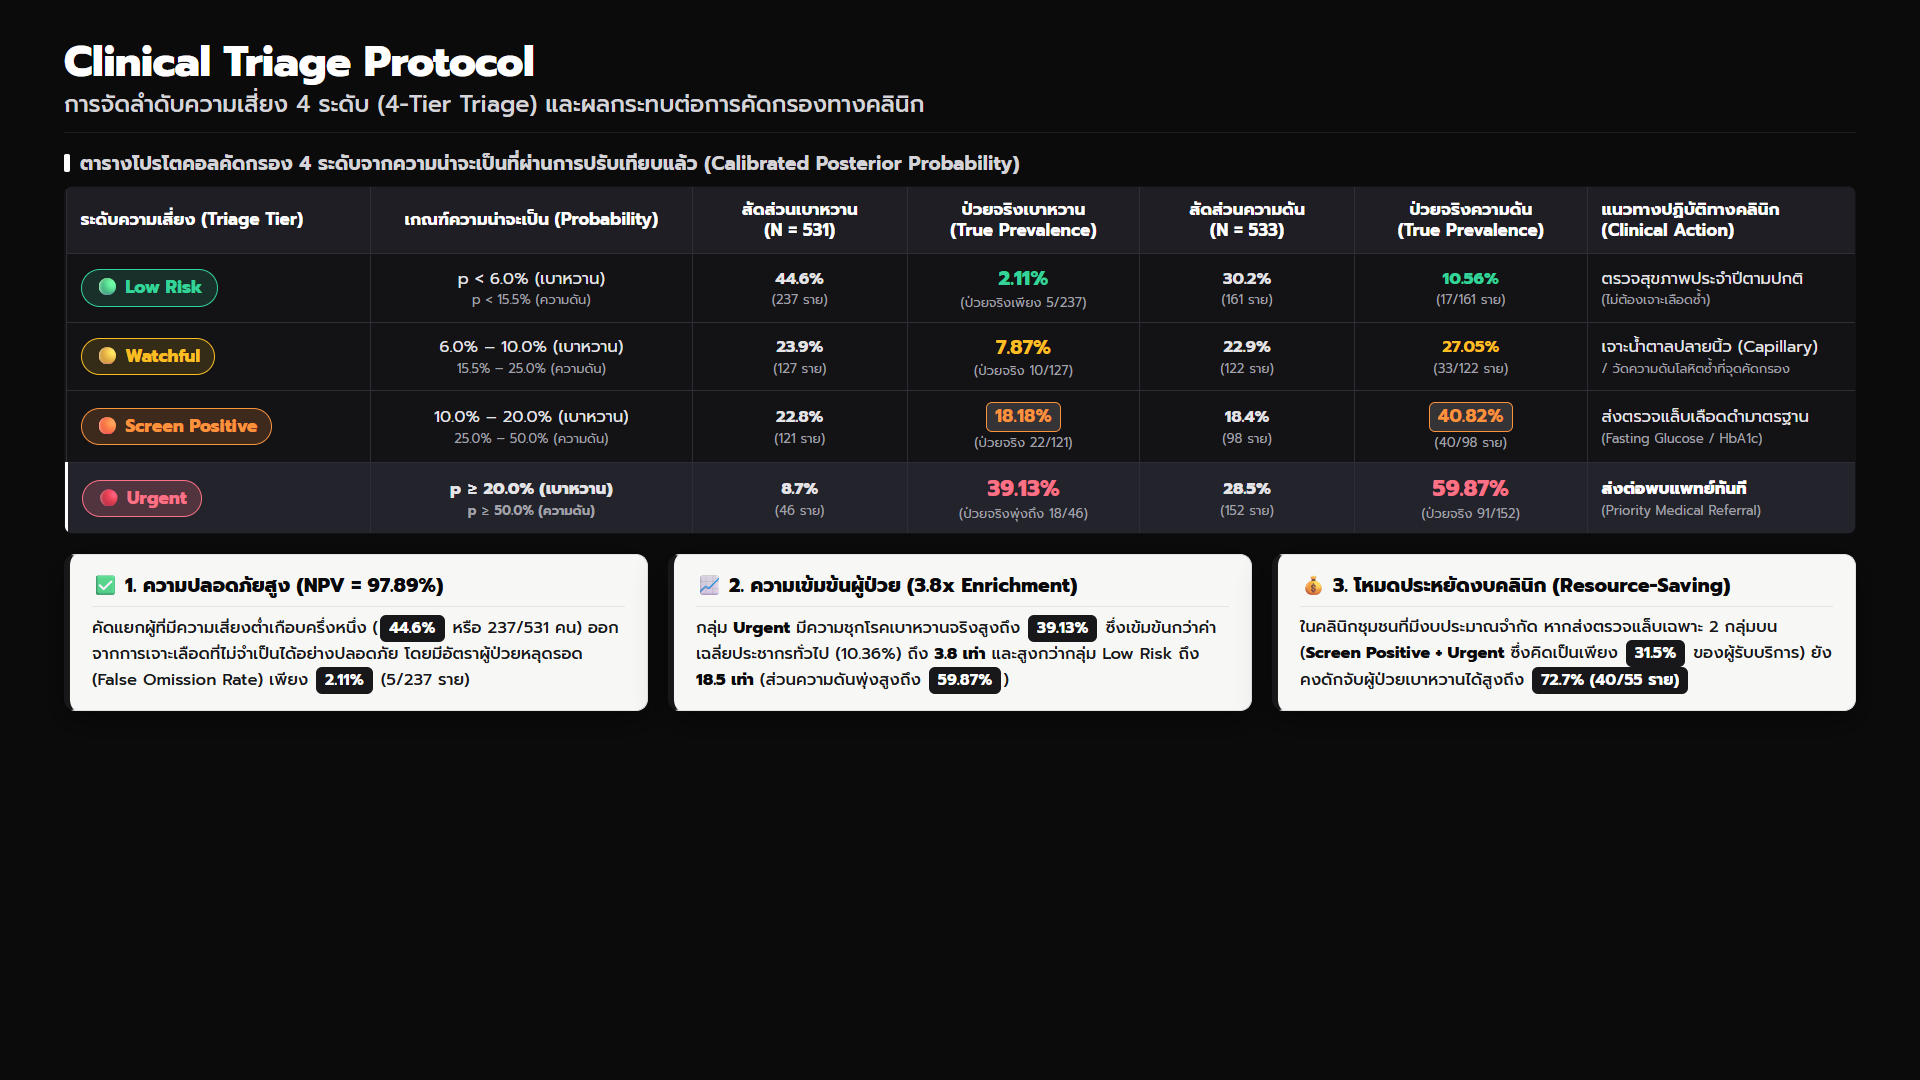 Clinical Triage Protocol
การจัดลำดับความเสี่ยง 4 ระดับ (4-Tier Triage) และผลกระทบต่อการคัดกรองทางคลินิก
ตารางโปรโตคอลคัดกรอง 4 ระดับจากความน่าจะเป็นที่ผ่านการปรับเทียบแล้ว (Calibrated Posterior Probability)
ระดับความเสี่ยง (Triage Tier)
เกณฑ์ความน่าจะเป็น (Probability)
สัดส่วนเบาหวาน
(N = 531)
ป่วยจริงเบาหวาน
(True Prevalence)
สัดส่วนความดัน
(N = 533)
ป่วยจริงความดัน
(True Prevalence)
แนวทางปฏิบัติทางคลินิก
(Clinical Action)
Low Risk
p < 6.0% (เบาหวาน)
p < 15.5% (ความดัน)
44.6%
(237 ราย)
2.11%
(ป่วยจริงเพียง 5/237)
30.2%
(161 ราย)
10.56%
(17/161 ราย)
ตรวจสุขภาพประจำปีตามปกติ
(ไม่ต้องเจาะเลือดซ้ำ)
Watchful
6.0% – 10.0% (เบาหวาน)
15.5% – 25.0% (ความดัน)
23.9%
(127 ราย)
7.87%
(ป่วยจริง 10/127)
22.9%
(122 ราย)
27.05%
(33/122 ราย)
เจาะน้ำตาลปลายนิ้ว (Capillary)
/ วัดความดันโลหิตซ้ำที่จุดคัดกรอง
Screen Positive
10.0% – 20.0% (เบาหวาน)
25.0% – 50.0% (ความดัน)
22.8%
(121 ราย)
18.18%
(ป่วยจริง 22/121)
18.4%
(98 ราย)
40.82%
(40/98 ราย)
ส่งตรวจแล็บเลือดดำมาตรฐาน
(Fasting Glucose / HbA1c)
Urgent
p ≥ 20.0% (เบาหวาน)
p ≥ 50.0% (ความดัน)
8.7%
(46 ราย)
39.13%
(ป่วยจริงพุ่งถึง 18/46)
28.5%
(152 ราย)
59.87%
(ป่วยจริง 91/152)
ส่งต่อพบแพทย์ทันที
(Priority Medical Referral)
✅ 1. ความปลอดภัยสูง (NPV = 97.89%)
คัดแยกผู้ที่มีความเสี่ยงต่ำเกือบครึ่งหนึ่ง ( 44.6% หรือ 237/531 คน) ออก
จากการเจาะเลือดที่ไม่จำเป็นได้อย่างปลอดภัย โดยมีอัตราผู้ป่วยหลุดรอด
(False Omission Rate) เพียง 2.11% (5/237 ราย)
📈 2. ความเข้มข้นผู้ป่วย (3.8x Enrichment)
กลุ่ม Urgent มีความชุกโรคเบาหวานจริงสูงถึง 39.13% ซึ่งเข้มข้นกว่าค่า
เฉลี่ยประชากรทั่วไป (10.36%) ถึง 3.8 เท่า และสูงกว่ากลุ่ม Low Risk ถึง
18.5 เท่า (ส่วนความดันพุ่งสูงถึง 59.87% )
💰 3. โหมดประหยัดงบคลินิก (Resource-Saving)
ในคลินิกชุมชนที่มีงบประมาณจำกัด หากส่งตรวจแล็บเฉพาะ 2 กลุ่มบน
(Screen Positive + Urgent ซึ่งคิดเป็นเพียง 31.5% ของผู้รับบริการ) ยัง
คงดักจับผู้ป่วยเบาหวานได้สูงถึง 72.7% (40/55 ราย)